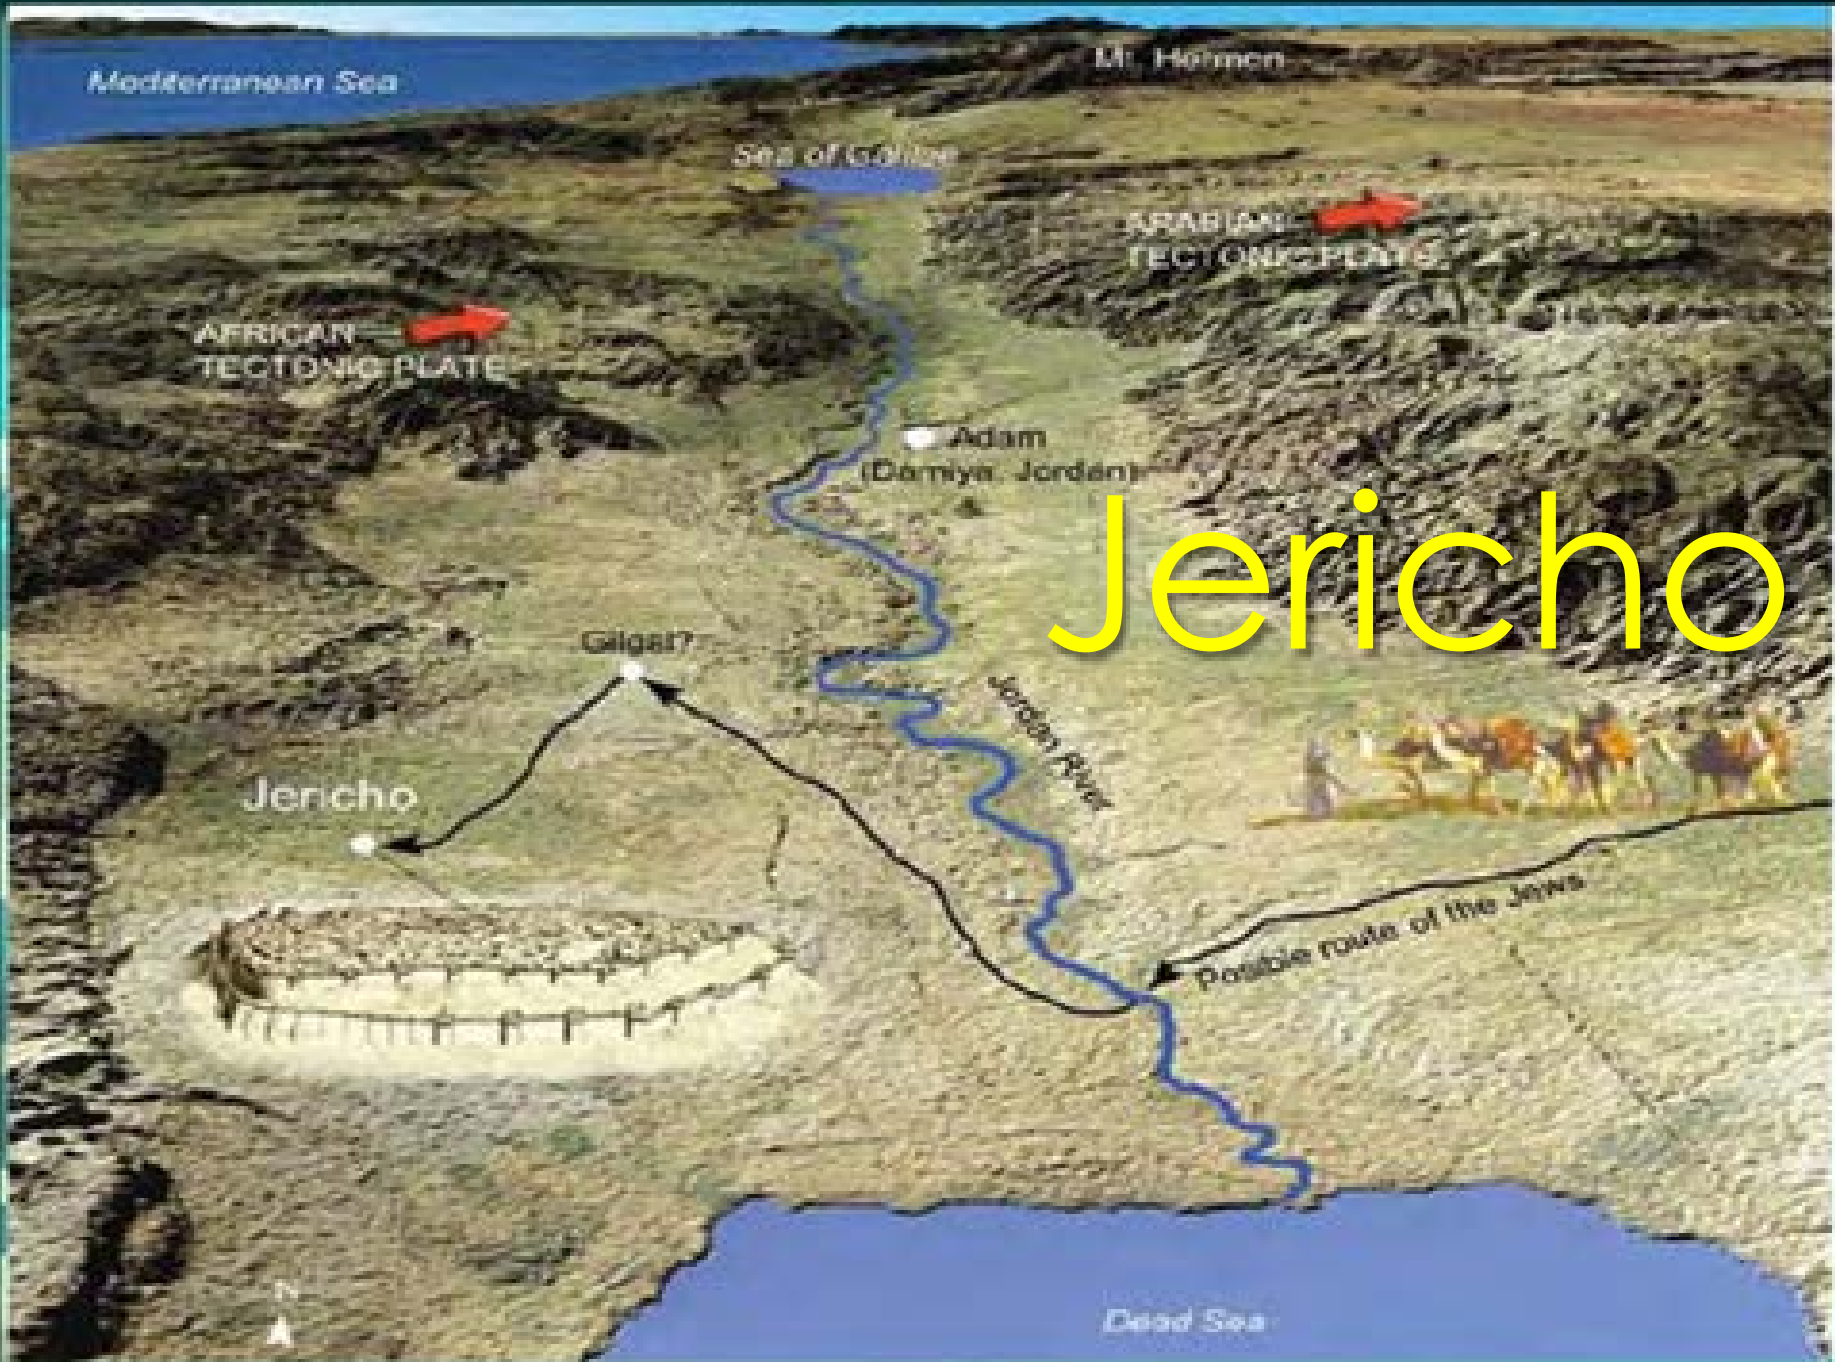 Mediterranean Sea
Mt. Hermon
Sea of Galilee
ARABIAN
TECTONIC PLATE
AFRICAN
TECTONIC PLATE
Adam
(Damiya, Jordan)
Jericho
Gilgal?
Jordan River
Jericho
Possible route of the Jews
N
Dead Sea